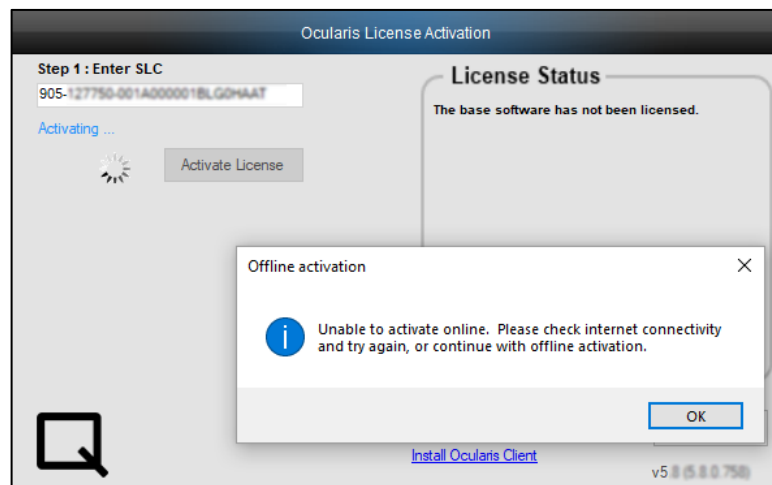 Ocularis License Activation
Step 1 : Enter SLC
905-
Activating ...
Activate License
License Status
The base software has not been licensed.
Offline activation
Unable to activate online. Please check internet connectivity
and try again, or continue with offline activation.
OK
Install Ocularis Client
v5